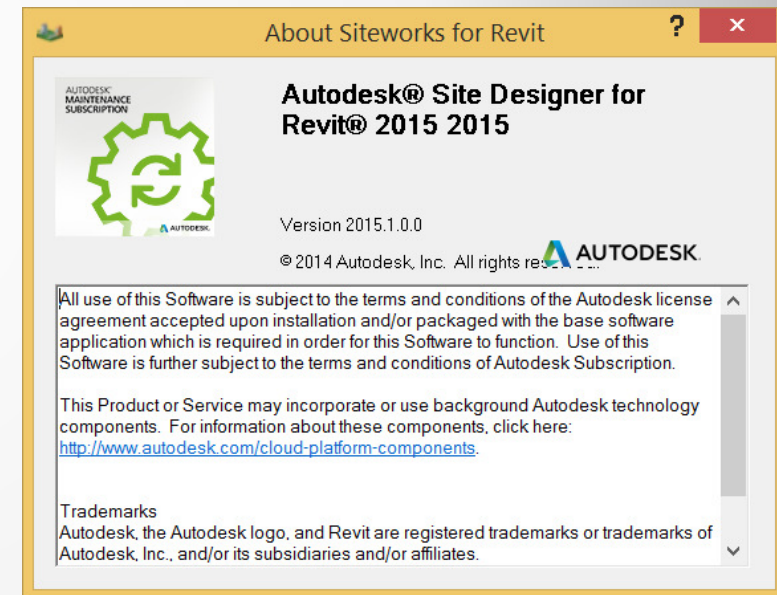 About Siteworks for Revit
?
×
AUTODESK®
MAINTENANCE
SUBSCRIPTION
AUTODESK.
Autodesk® Site Designer for
Revit® 2015 2015
Version 2015.1.0.0
© 2014 Autodesk, Inc. All rights
AUTODESK.
All use of this Software is subject to the terms and conditions of the Autodesk license
agreement accepted upon installation and/or packaged with the base software
application which is required in order for this Software to function. Use of this
Software is further subject to the terms and conditions of Autodesk Subscription.
This Product or Service may incorporate or use background Autodesk technology
components. For information about these components, click here:
http://www.autodesk.com/cloud-platform-components.
Trademarks
Autodesk, the Autodesk logo, and Revit are registered trademarks or trademarks of
Autodesk, Inc., and/or its subsidiaries and/or affiliates.